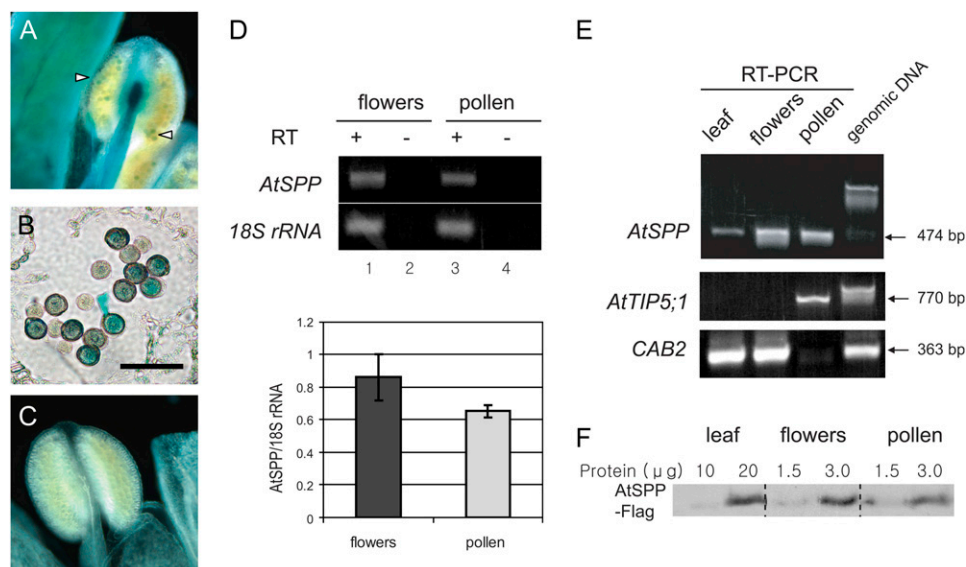 A
B
C
D
flowers pollen
RT + - + -
AtSPP
18S rRNA
1 2 3 4
AtSPP/18S rRNA
1.2
1
0.8
0.6
0.4
0.2
0
flowers pollen
E
RT-PCR
leaf flowers pollen genomic DNA
AtSPP 474 bp
AtTIP5;1 770 bp
CAB2 363 bp
F
leaf flowers pollen
Protein (μg) 10 20 1.5 3.0 1.5 3.0
AtSPP
-Flag